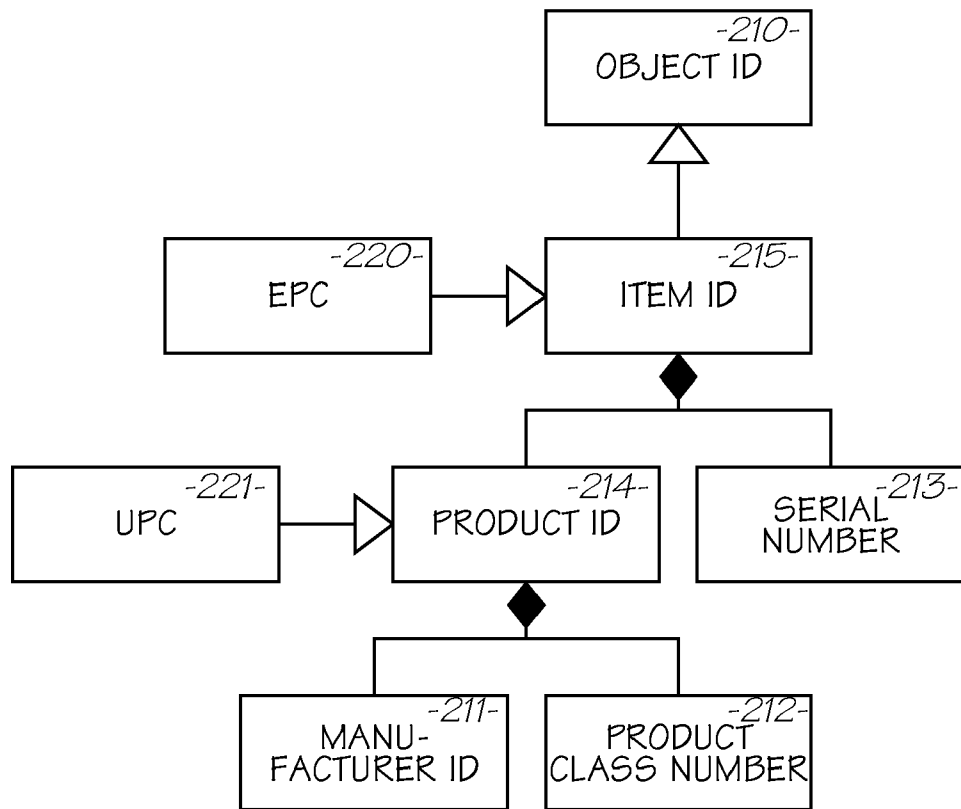 -210-
OBJECT ID
-220-
EPC
-215-
ITEM ID
-221-
UPC
-214-
PRODUCT ID
-213-
SERIAL
NUMBER
-211-
MANU-
FACTURER ID
-212-
PRODUCT
CLASS NUMBER